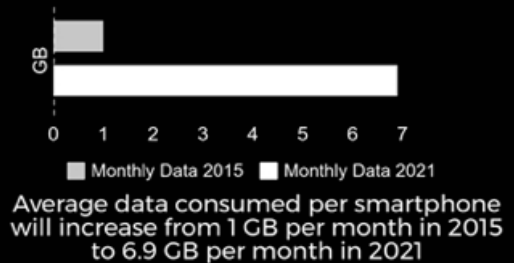 GB
0 1 2 3 4 5 6 7
Monthly Data 2015 Monthly Data 2021
Average data consumed per smartphone
will increase from 1 GB per month in 2015
to 6.9 GB per month in 2021